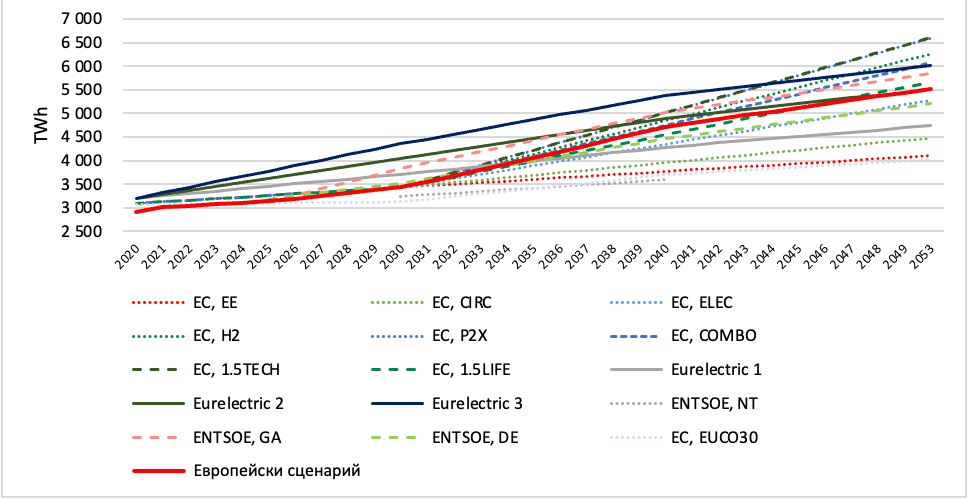 7 000
6 500
6 000
5 500
5 000
4 500
4 000
3 500
3 000
2 500
TWh
2020 2021 2022 2023 2024 2025 2026 2027 2028 2029 2030 2031 2032 2033 2034 2035 2036 2037 2038 2039 2040 2041 2042 2043 2044 2045 2046 2047 2048 2049 2053
EC, EE EC, CIRC EC, ELEC
EC, H2 EC, P2X EC, COMBO
EC, 1.5TECH EC, 1.5LIFE Eurelectric 1
Eurelectric 2 Eurelectric 3 ENTSOE, NT
ENTSOE, GA ENTSOE, DE EC, EUCO30
Европейски сценарий